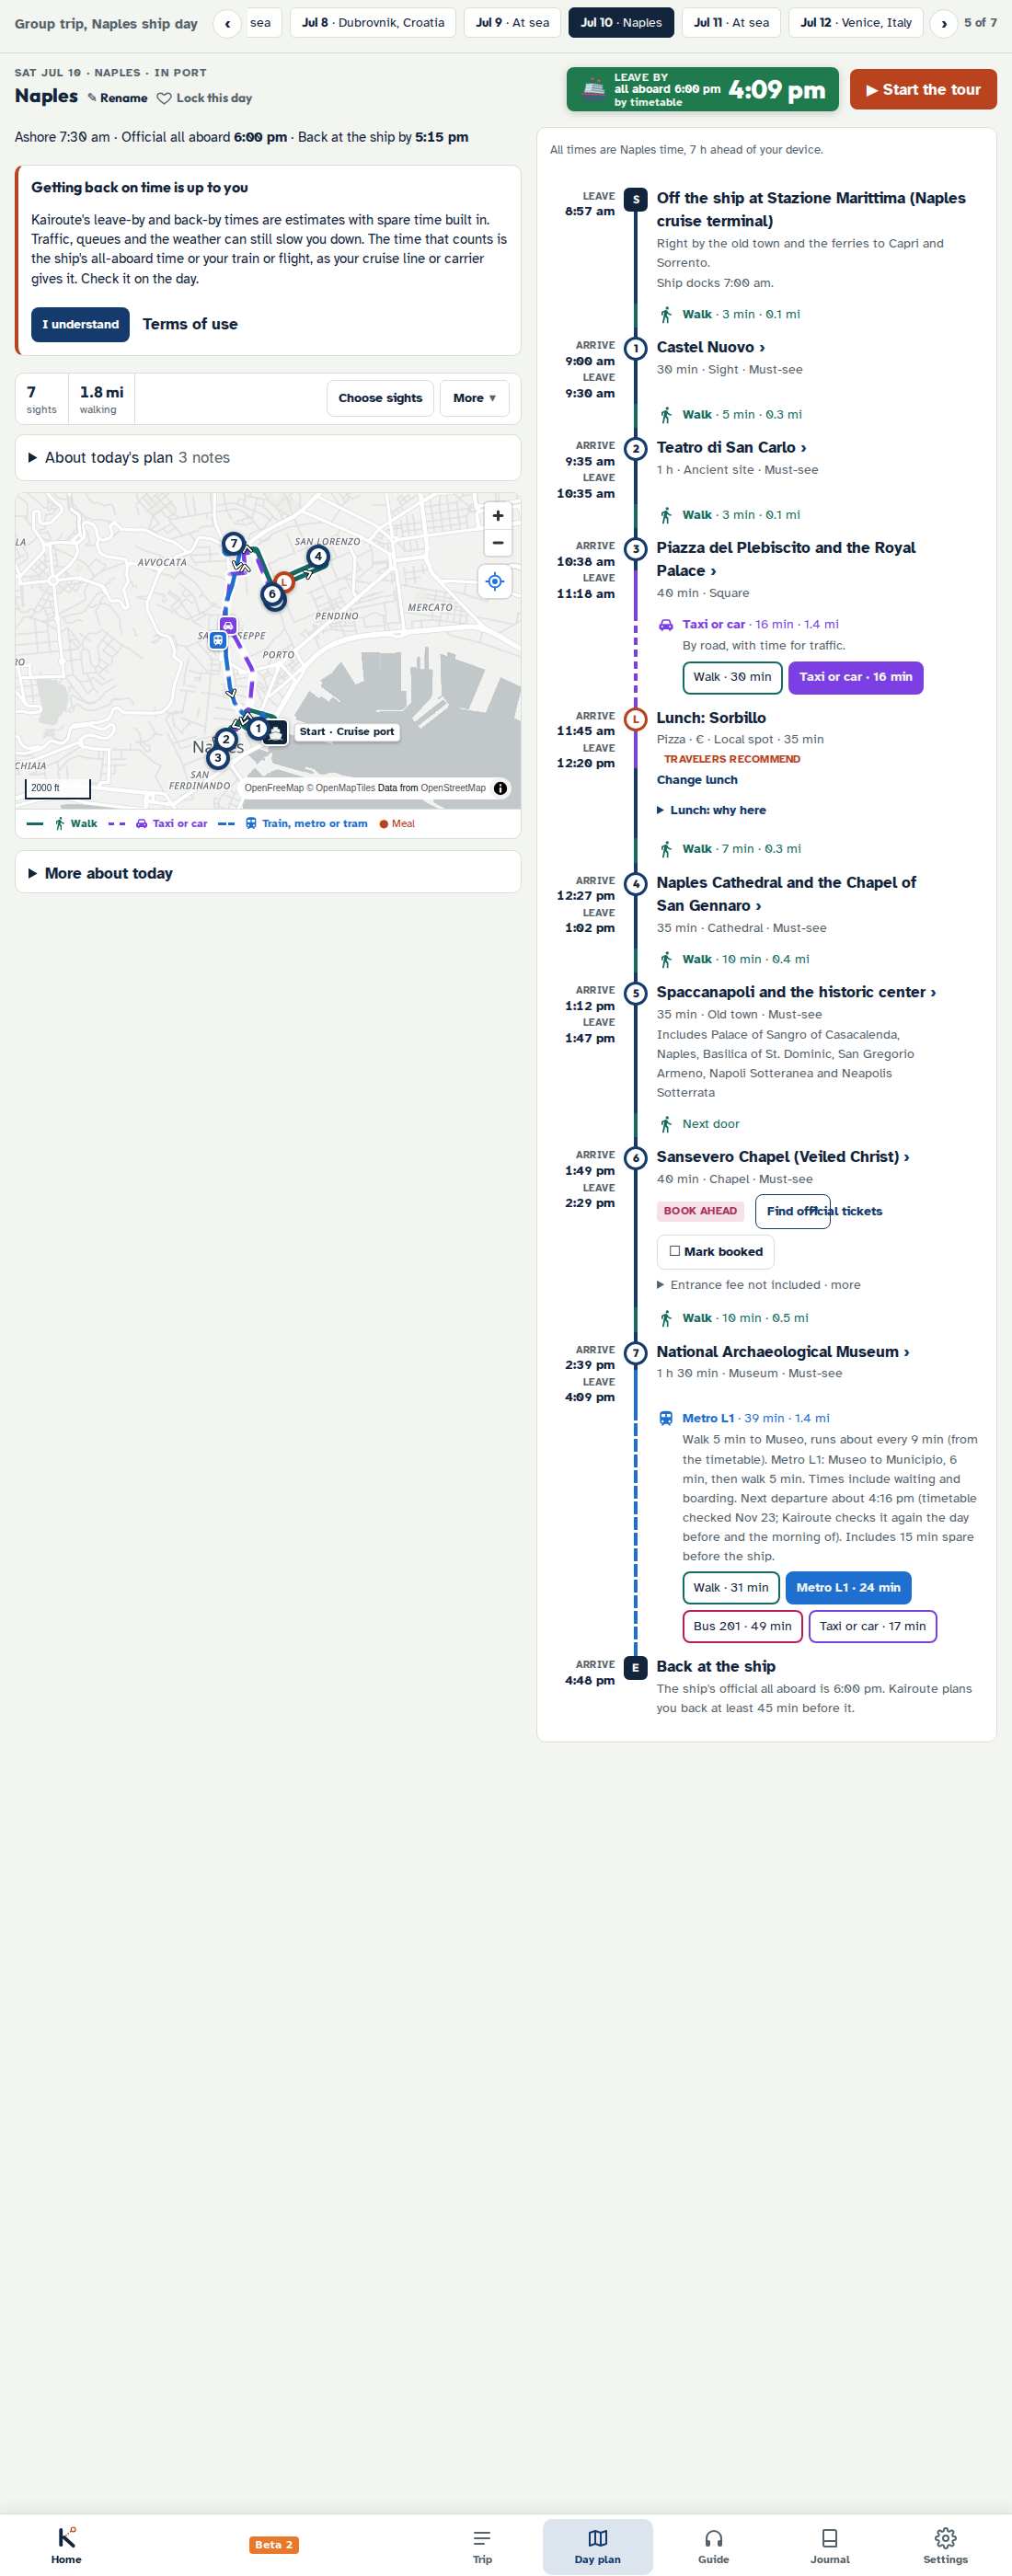 Group trip, Naples ship day
‹
sea
Jul 8 · Dubrovnik, Croatia
Jul 9 · At sea
Jul 10 · Naples
Jul 11 · At sea
Jul 12 · Venice, Italy
›
5 of 7
SAT JUL 10 · NAPLES · IN PORT
Naples ✎ Rename ♡ Lock this day
LEAVE BY
all aboard 6:00 pm
by timetable
4:09 pm
▶ Start the tour
Ashore 7:30 am · Official all aboard 6:00 pm · Back at the ship by 5:15 pm
Getting back on time is up to you
Kairoute's leave-by and back-by times are estimates with spare time built in.
Traffic, queues and the weather can still slow you down. The time that counts is
the ship's all-aboard time or your train or flight, as your cruise line or carrier
gives it. Check it on the day.
I understand
Terms of use
7
sights
1.8 mi
walking
Choose sights
More ▼
▶ About today's plan 3 notes
LA
AVVOCATA
SAN LORENZO
7
4
L
6
PENDINO
MERCATO
SA
SEPPE
PORTO
RO
+
−
1
2
3
Start · Cruise port
Na
s
CHIAIA
SAN
FERDINANDO
2000 ft
OpenFreeMap © OpenMapTiles Data from OpenStreetMap
Walk
Taxi or car
Train, metro or tram
Meal
▶ More about today
All times are Naples time, 7 h ahead of your device.
LEAVE
8:57 am
S
Off the ship at Stazione Marittima (Naples
cruise terminal)
Right by the old town and the ferries to Capri and
Sorrento.
Ship docks 7:00 am.
Walk · 3 min · 0.1 mi
ARRIVE
9:00 am
LEAVE
9:30 am
1
Castel Nuovo ›
30 min · Sight · Must-see
Walk · 5 min · 0.3 mi
ARRIVE
9:35 am
LEAVE
10:35 am
2
Teatro di San Carlo ›
1 h · Ancient site · Must-see
Walk · 3 min · 0.1 mi
ARRIVE
10:38 am
LEAVE
11:18 am
3
Piazza del Plebiscito and the Royal
Palace ›
40 min · Square
Taxi or car · 16 min · 1.4 mi
By road, with time for traffic.
Walk · 30 min
Taxi or car · 16 min
ARRIVE
11:45 am
LEAVE
12:20 pm
L
Lunch: Sorbillo
Pizza · € · Local spot · 35 min
TRAVELERS RECOMMEND
Change lunch
▶ Lunch: why here
Walk · 7 min · 0.3 mi
ARRIVE
12:27 pm
LEAVE
1:02 pm
4
Naples Cathedral and the Chapel of
San Gennaro ›
35 min · Cathedral · Must-see
Walk · 10 min · 0.4 mi
ARRIVE
1:12 pm
LEAVE
1:47 pm
5
Spaccanapoli and the historic center ›
35 min · Old town · Must-see
Includes Palace of Sangro of Casacalenda,
Naples, Basilica of St. Dominic, San Gregorio
Armeno, Napoli Sotteranea and Neapolis
Sotterrata
Next door
ARRIVE
1:49 pm
LEAVE
2:29 pm
6
Sansevero Chapel (Veiled Christ) ›
40 min · Chapel · Must-see
BOOK AHEAD
Find official tickets
☐ Mark booked
▶ Entrance fee not included · more
Walk · 10 min · 0.5 mi
ARRIVE
2:39 pm
LEAVE
4:09 pm
7
National Archaeological Museum ›
1 h 30 min · Museum · Must-see
Metro L1 · 39 min · 1.4 mi
Walk 5 min to Museo, runs about every 9 min (from
the timetable). Metro L1: Museo to Municipio, 6
min, then walk 5 min. Times include waiting and
boarding. Next departure about 4:16 pm (timetable
checked Nov 23; Kairoute checks it again the day
before and the morning of). Includes 15 min spare
before the ship.
Walk · 31 min
Metro L1 · 24 min
Bus 201 · 49 min
Taxi or car · 17 min
ARRIVE
4:48 pm
E
Back at the ship
The ship's official all aboard is 6:00 pm. Kairoute plans
you back at least 45 min before it.
Home
Beta 2
Trip
Day plan
Guide
Journal
Settings